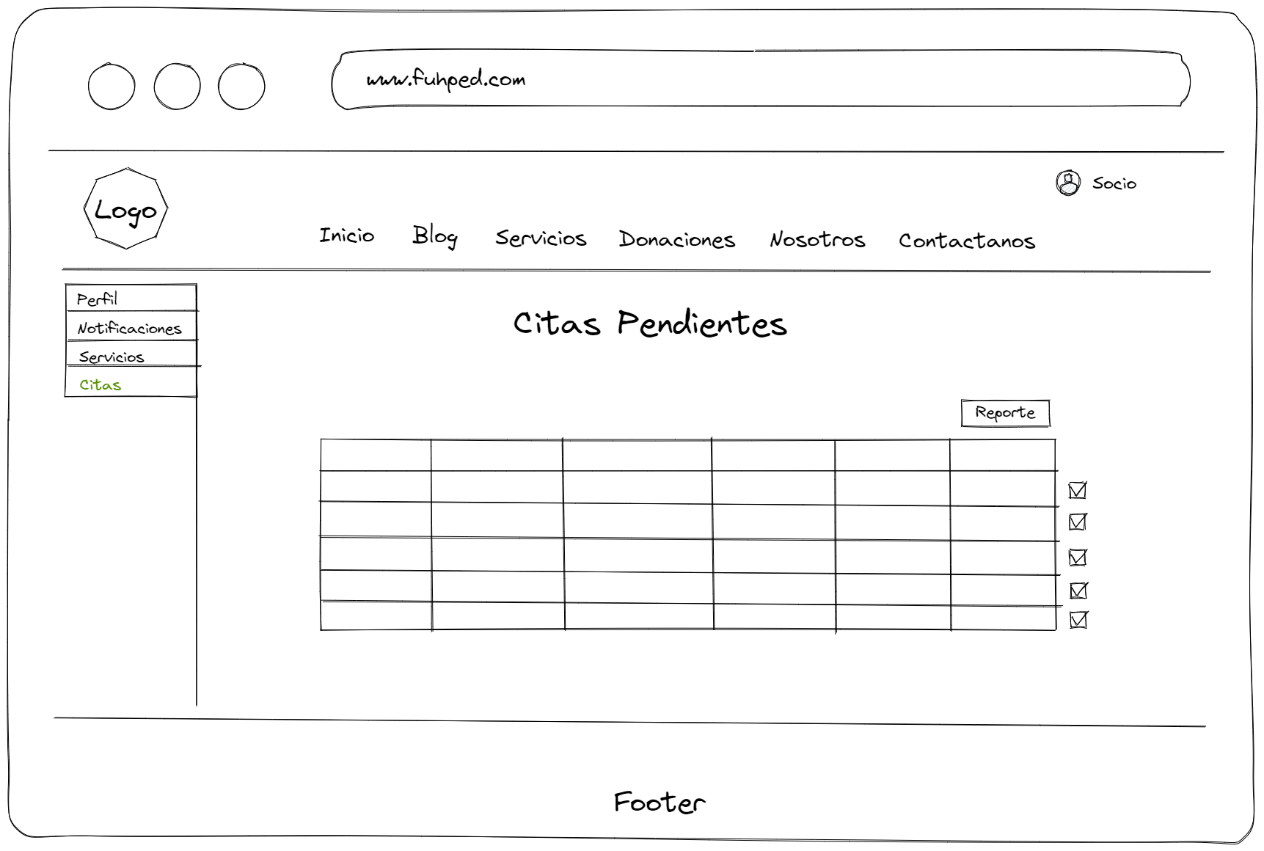 www.fuhped.com
Logo
Socio
Inicio Blog Servicios Donaciones Nosotros Contactanos
Perfil
Notificaciones
Servicios
Citas
Citas Pendientes
Reporte
Footer